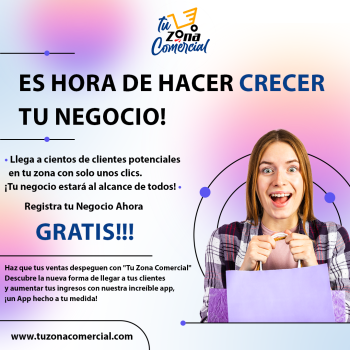 tu
zona
Comercial
ES HORA DE HACER CRECER
TU NEGOCIO!
• Llega a cientos de clientes potenciales
en tu zona con solo unos clics.
¡Tu negocio estará al alcance de todos! •
Registra tu Negocio Ahora
GRATIS!!!
Haz que tus ventas despeguen con "Tu Zona Comercial"
Descubre la nueva forma de llegar a tus clientes
y aumentar tus ingresos con nuestra increíble app,
¡un App hecho a tu medida!
www.tuzonacomercial.com